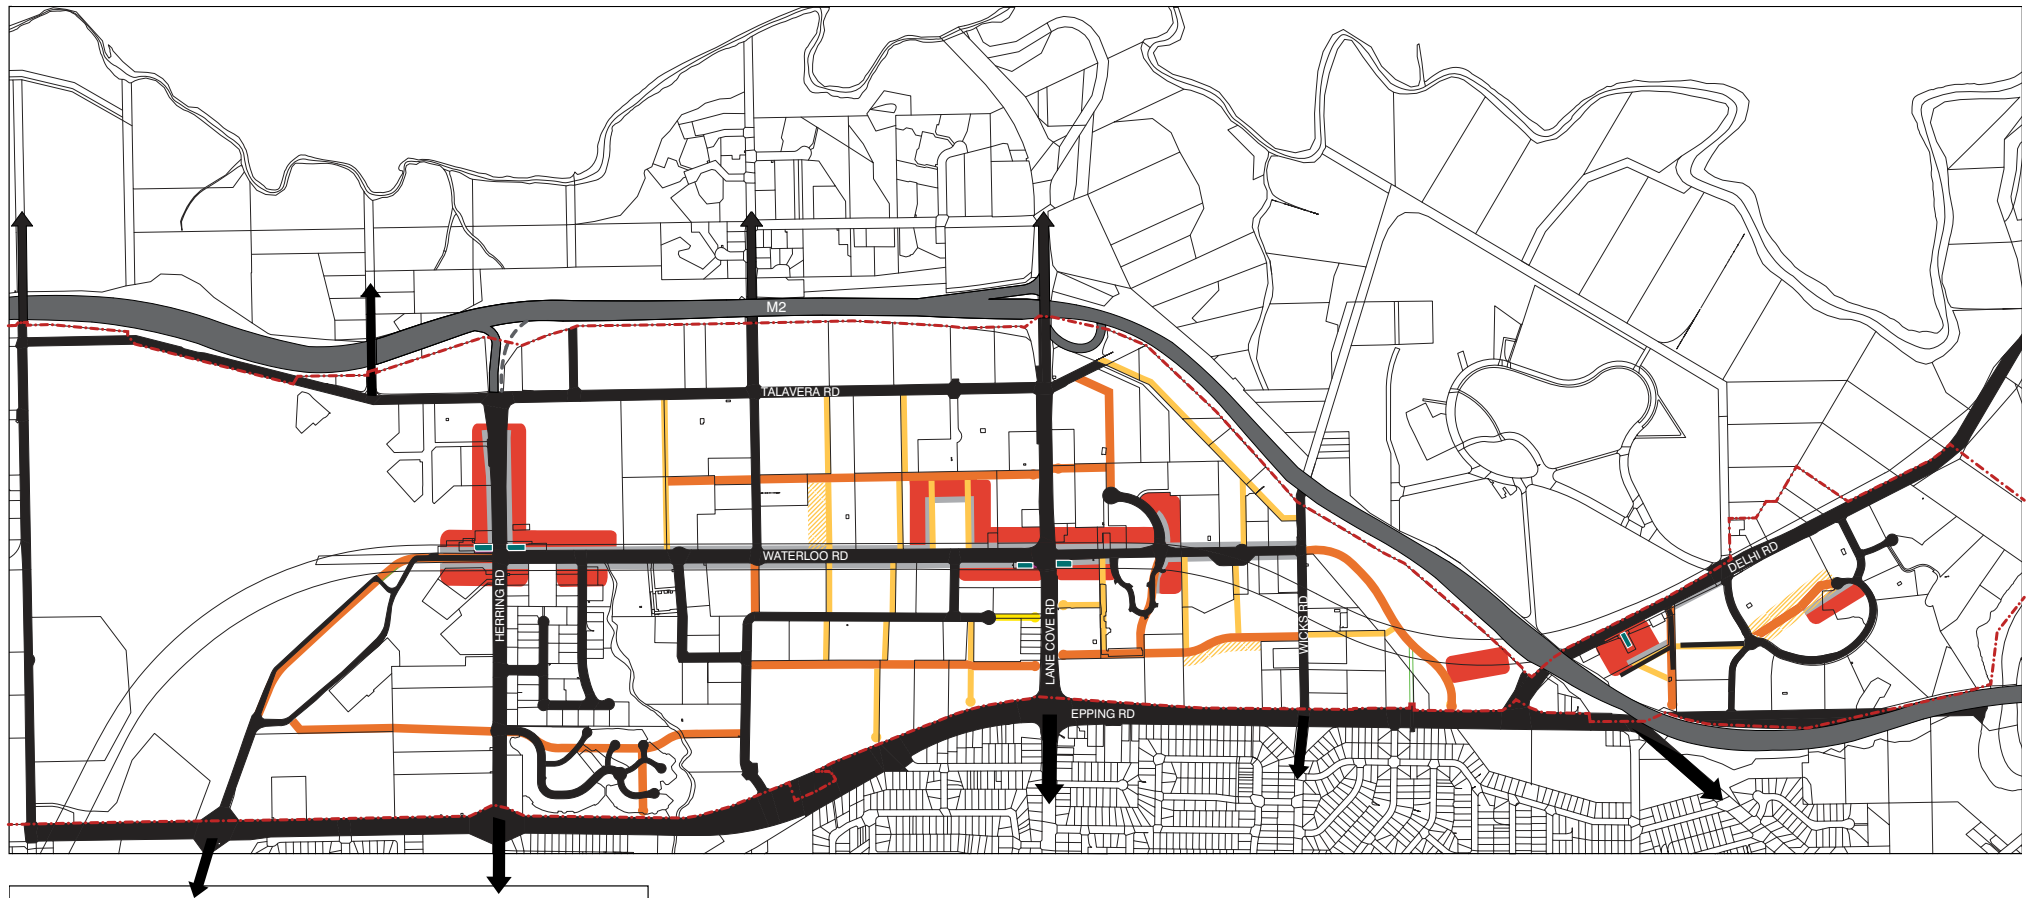 M2
TALAVERA RD
WATERLOO RD
DELHI RD
HERRING RD
LANE COVE RD
WICKS RD
EPPING RD